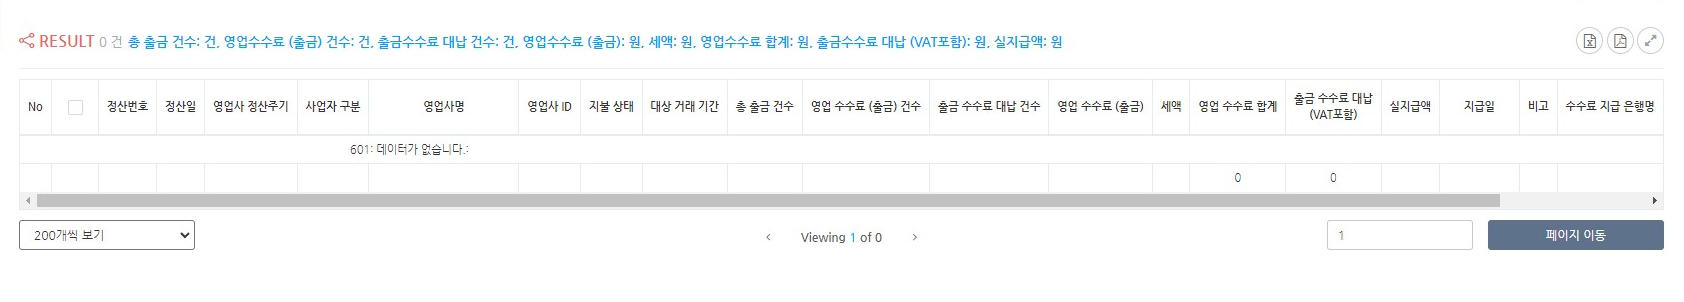 RESULT 0 건 총 출금 건수: 건, 영업수수료 (출금) 건수: 건, 출금수수료 대납 건수: 건, 영업수수료 (출금): 원, 세액: 원, 영업수수료 합계: 원, 출금수수료 대납 (VAT포함): 원, 실지급액: 원
No 정산번호 정산일 영업사 정산주기 사업자 구분 영업사명 영업사 ID 지불 상태 대상 거래 기간 총 출금 건수 영업 수수료 (출금) 건수 출금 수수료 대납 건수 영업 수수료 (출금) 세액 영업 수수료 합계 출금 수수료 대납 (VAT포함) 실지급액 지급일 비고 수수료 지급 은행명
601: 데이터가 없습니다.:
0 0
200개씩 보기 Viewing 1 of 0 1 페이지 이동